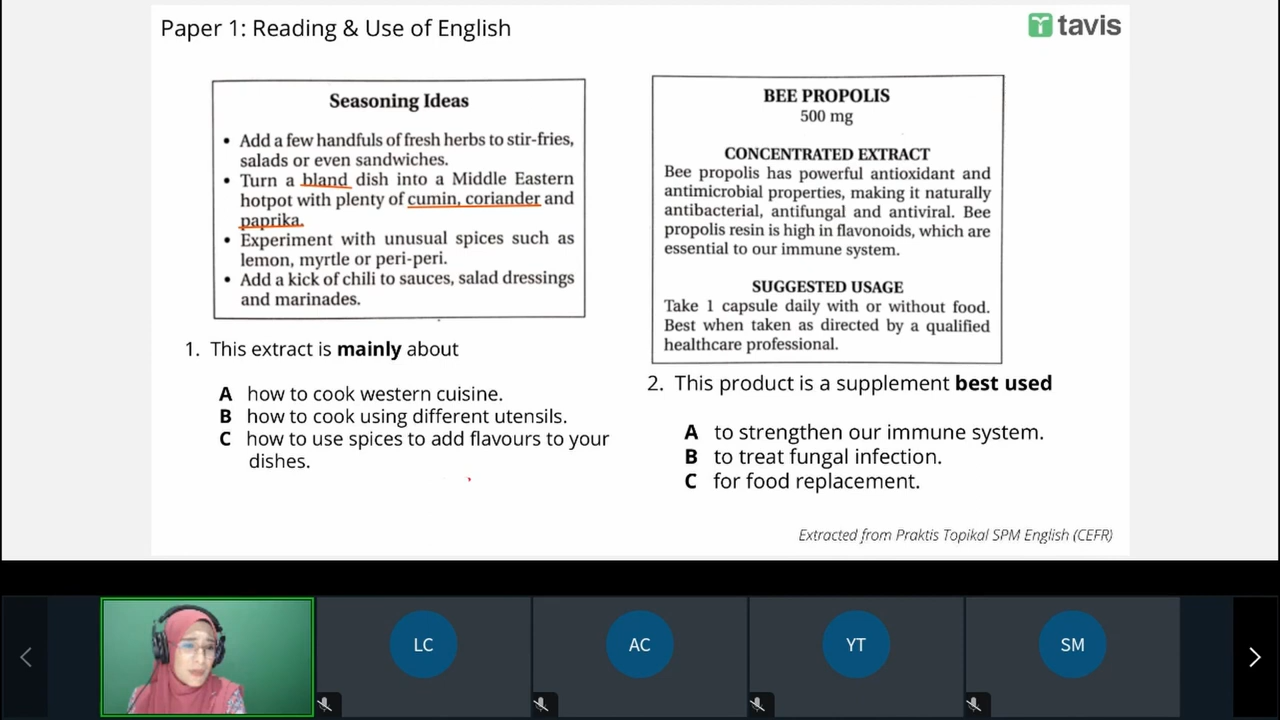 Paper 1: Reading & Use of English
tavis
Seasoning Ideas
• Add a few handfuls of fresh herbs to stir-fries,
salads or even sandwiches.
• Turn a bland dish into a Middle Eastern
hotpot with plenty of cumin, coriander and
paprika.
• Experiment with unusual spices such as
lemon, myrtle or peri-peri.
• Add a kick of chili to sauces, salad dressings
and marinades.
1. This extract is mainly about
A how to cook western cuisine.
B how to cook using different utensils.
C how to use spices to add flavours to your
dishes.
BEE PROPOLIS
500 mg
CONCENTRATED EXTRACT
Bee propolis has powerful antioxidant and
antimicrobial properties, making it naturally
antibacterial, antifungal and antiviral. Bee
propolis resin is high in flavonoids, which are
essential to our immune system.
SUGGESTED USAGE
Take 1 capsule daily with or without food.
Best when taken as directed by a qualified
healthcare professional.
2. This product is a supplement best used
A to strengthen our immune system.
B to treat fungal infection.
C for food replacement.
Extracted from Praktis Topikal SPM English (CEFR)
LC
AC
YT
SM